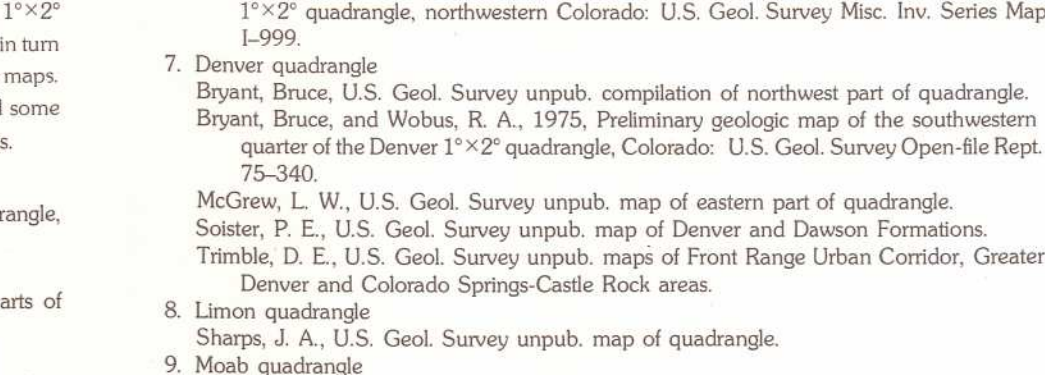 1°×2°
in turn
maps.
some
s.
rangle,
arts of
1°×2° quadrangle, northwestern Colorado: U.S. Geol. Survey Misc. Inv. Series Map
I–999.
7. Denver quadrangle
Bryant, Bruce, U.S. Geol. Survey unpub. compilation of northwest part of quadrangle.
Bryant, Bruce, and Wobus, R. A., 1975, Preliminary geologic map of the southwestern
quarter of the Denver 1°×2° quadrangle, Colorado: U.S. Geol. Survey Open-file Rept.
75–340.
McGrew, L. W., U.S. Geol. Survey unpub. map of eastern part of quadrangle.
Soister, P. E., U.S. Geol. Survey unpub. map of Denver and Dawson Formations.
Trimble, D. E., U.S. Geol. Survey unpub. maps of Front Range Urban Corridor, Greater
Denver and Colorado Springs-Castle Rock areas.
8. Limon quadrangle
Sharps, J. A., U.S. Geol. Survey unpub. map of quadrangle.
9. Moab quadrangle